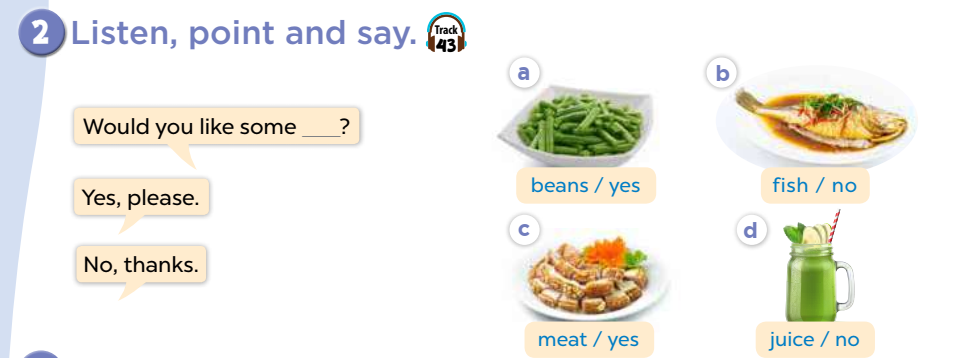 2 Listen, point and say. Track 43
Would you like some ___?
Yes, please.
No, thanks.
a
beans / yes
b
fish / no
c
meat / yes
d
juice / no